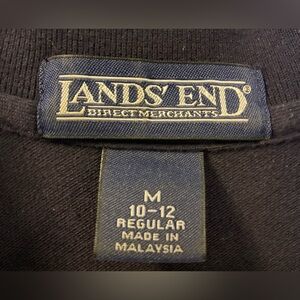 LANDS' END®
DIRECT MERCHANTS
M
10-12
REGULAR
MADE IN
MALAYSIA